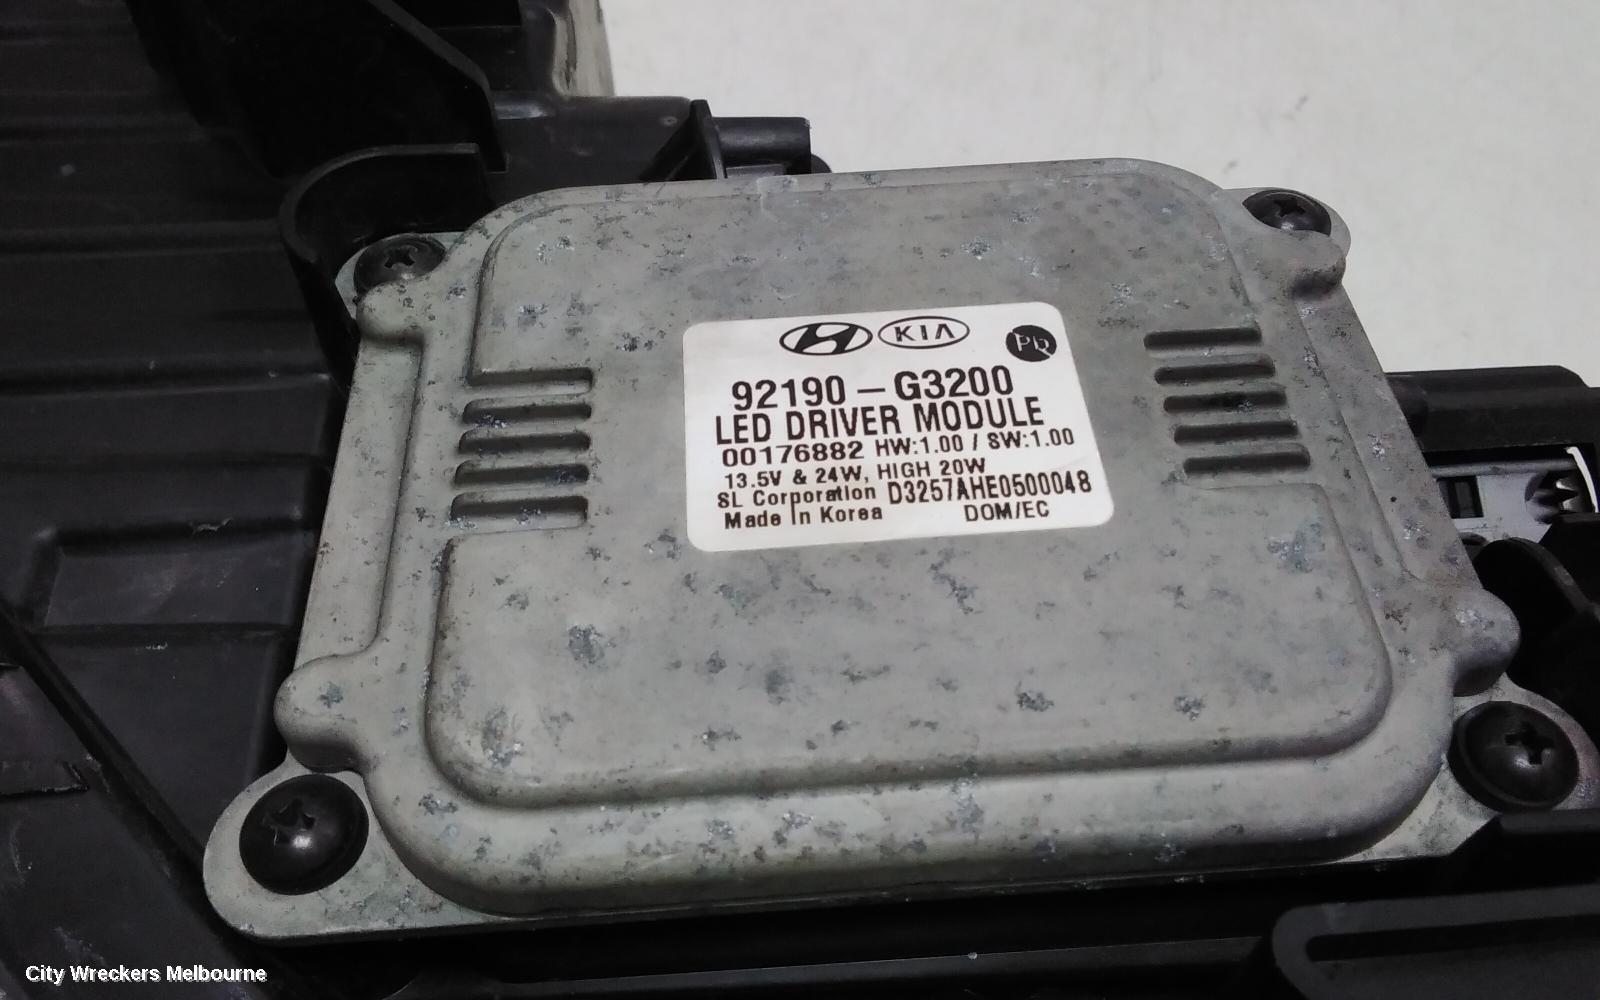 KIA Pb
92190-G3200
LED DRIVER MODULE
00176882 HW:1.00 / SW:1.00
13.5V & 24W, HIGH 20W
SL Corporation D3257AHE0500048
Made In Korea DOM/EC
City Wreckers Melbourne